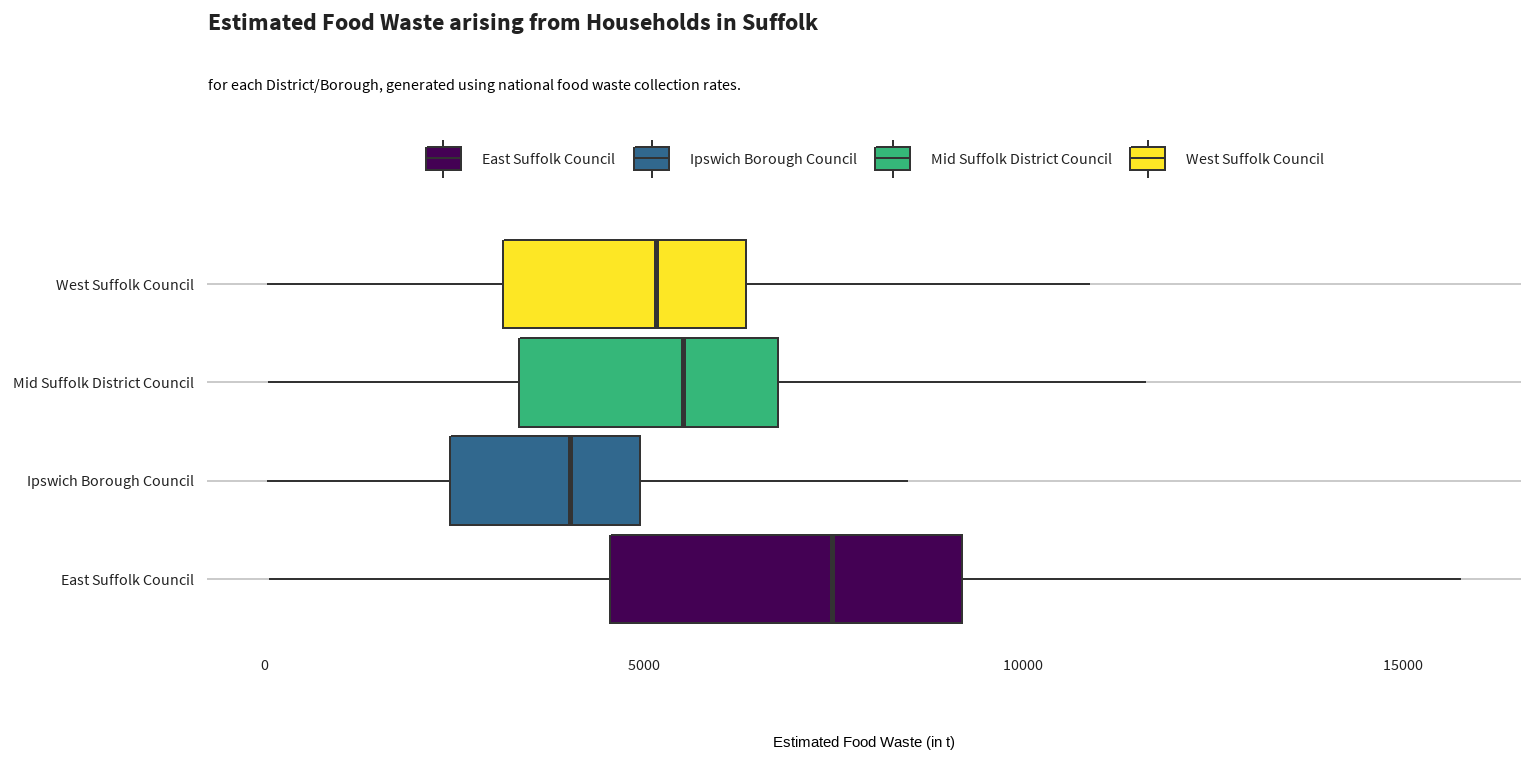 Estimated Food Waste arising from Households in Suffolk
for each District/Borough, generated using national food waste collection rates.
East Suffolk Council Ipswich Borough Council Mid Suffolk District Council West Suffolk Council
West Suffolk Council
Mid Suffolk District Council
Ipswich Borough Council
East Suffolk Council
0 5000 10000 15000
Estimated Food Waste (in t)